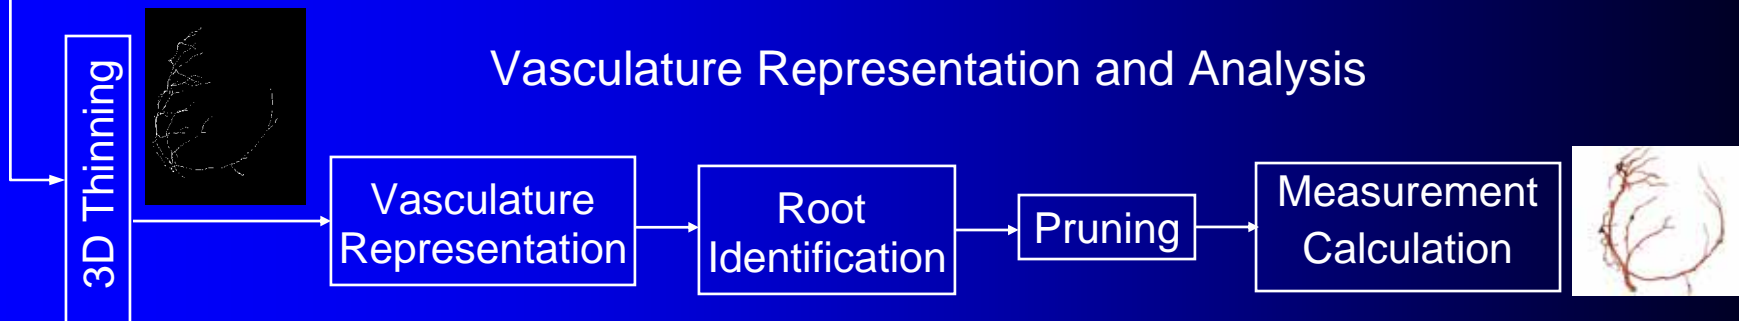 Vasculature Representation and Analysis
3D Thinning
Vasculature
Representation
Root
Identification
Pruning
Measurement
Calculation